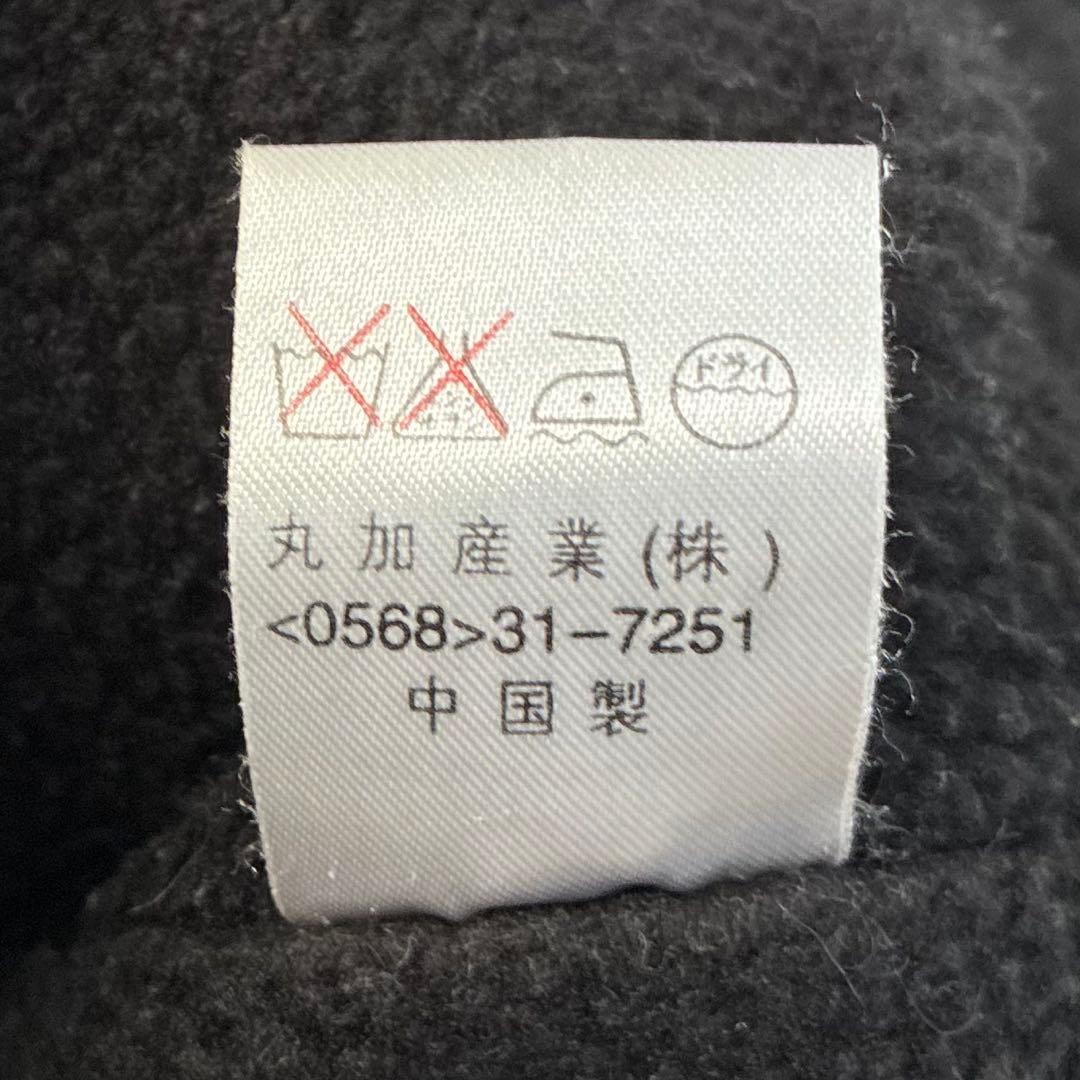 ドライ
丸加産業(株)
<0568>31-7251
中国製